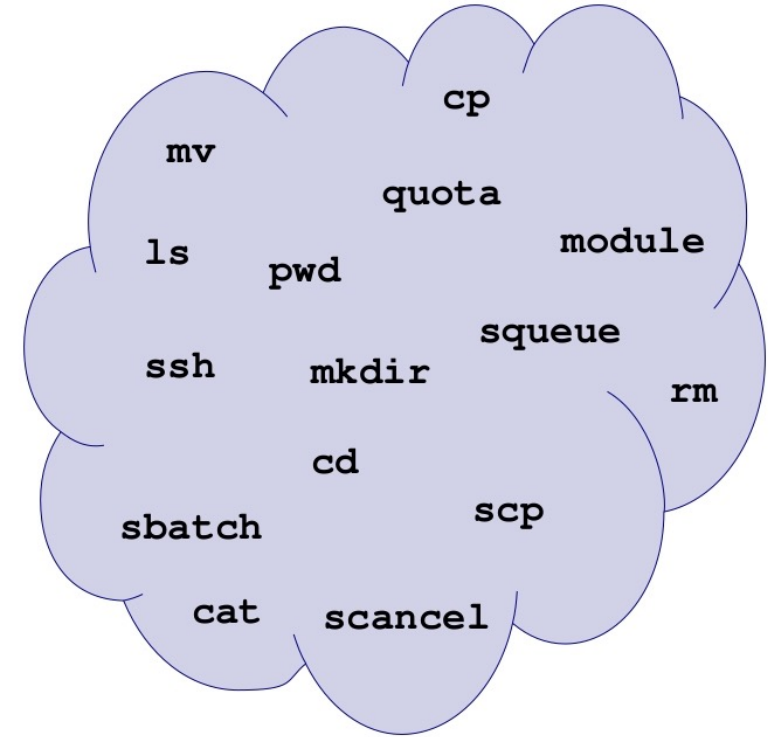 cp
mv
quota
module
ls
pwd
squeue
ssh
mkdir
rm
cd
scp
sbatch
cat
scancel